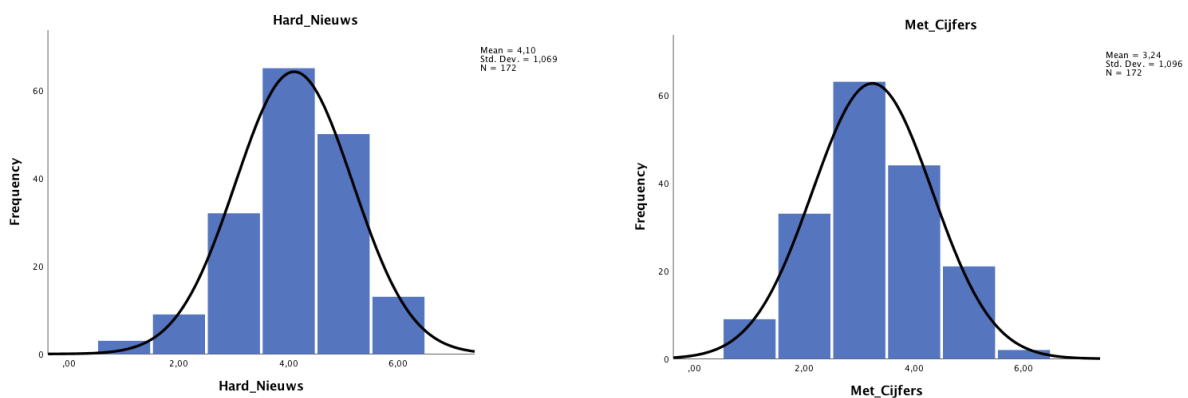 Hard_Nieuws
Mean = 4,10
Std. Dev. = 1,069
N = 172
Frequency
60
40
20
0
,00
2,00
4,00
6,00
Hard_Nieuws
Met_Cijfers
Mean = 3,24
Std. Dev. = 1,096
N = 172
Frequency
60
40
20
0
,00
2,00
4,00
6,00
Met_Cijfers